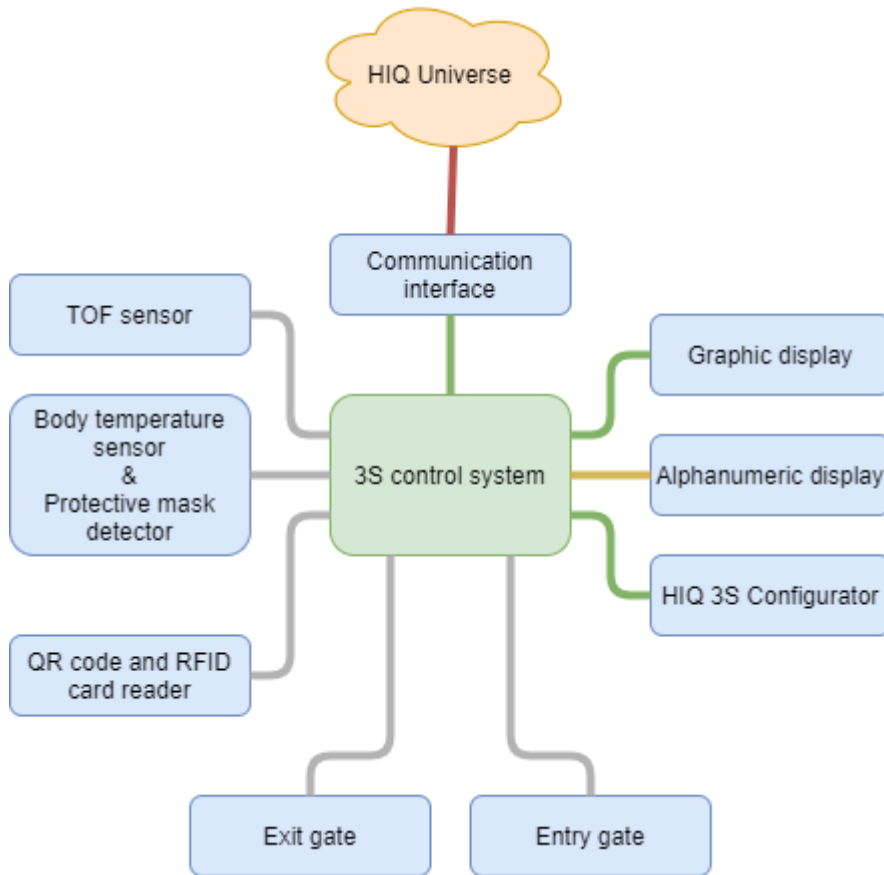 HIQ Universe
Communication
interface
TOF sensor
Graphic display
Body temperature
sensor
&
Protective mask
detector
3S control system
Alphanumeric display
HIQ 3S Configurator
QR code and RFID
card reader
Exit gate
Entry gate